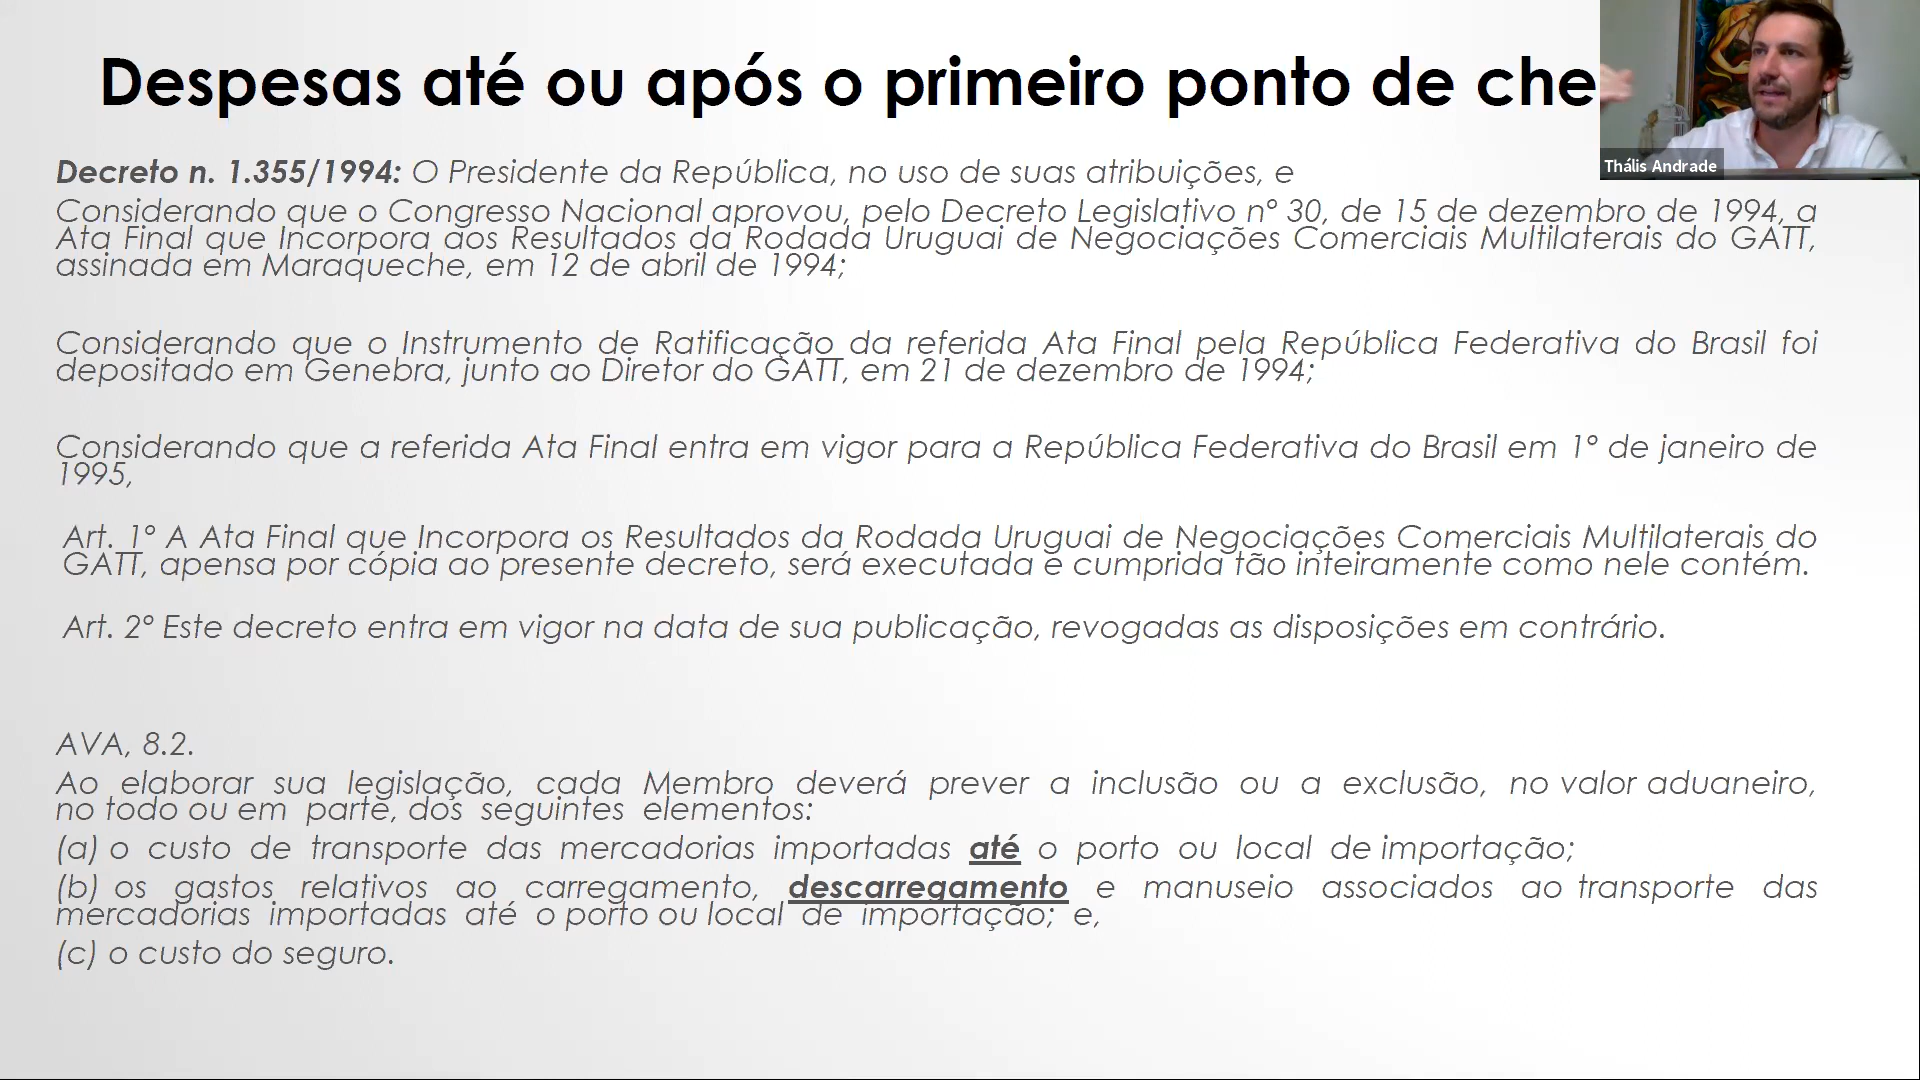 Despesas até ou após o primeiro ponto de che
Thális Andrade
Decreto n. 1.355/1994: O Presidente da República, no uso de suas atribuições, e
Considerando que o Congresso Nacional aprovou, pelo Decreto Legislativo nº 30, de 15 de dezembro de 1994, a
Ata Final que Incorpora aos Resultados da Rodada Uruguai de Negociações Comerciais Multilaterais do GATT,
assinada em Maraqueche, em 12 de abril de 1994;
Considerando que o Instrumento de Ratificação da referida Ata Final pela República Federativa do Brasil foi
depositado em Genebra, junto ao Diretor do GATT, em 21 de dezembro de 1994;
Considerando que a referida Ata Final entra em vigor para a República Federativa do Brasil em 1º de janeiro de
1995,
Art. 1º A Ata Final que Incorpora os Resultados da Rodada Uruguai de Negociações Comerciais Multilaterais do
GATT, apensa por cópia ao presente decreto, será executada e cumprida tão inteiramente como nele contém.
Art. 2º Este decreto entra em vigor na data de sua publicação, revogadas as disposições em contrário.
AVA, 8.2.
Ao elaborar sua legislação, cada Membro deverá prever a inclusão ou a exclusão, no valor aduaneiro,
no todo ou em parte, dos seguintes elementos:
(a) o custo de transporte das mercadorias importadas até o porto ou local de importação;
(b) os gastos relativos ao carregamento, descarregamento e manuseio associados ao transporte das
mercadorias importadas até o porto ou local de importação; e,
(c) o custo do seguro.